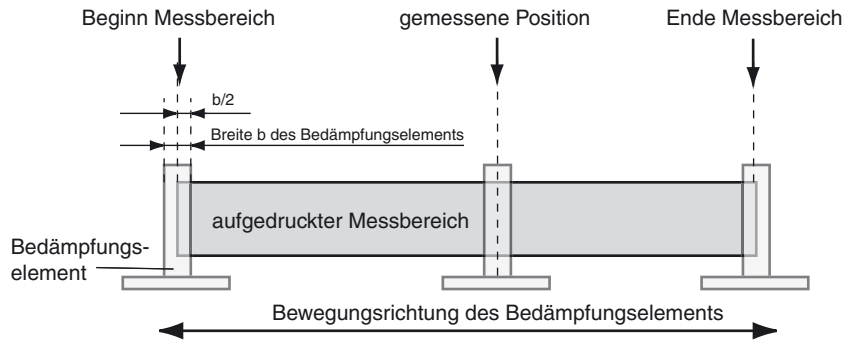 Beginn Messbereich
gemessene Position
Ende Messbereich
b/2
Breite b des Bedämpfungselements
aufgedruckter Messbereich
Bedämpfungs-
element
Bewegungsrichtung des Bedämpfungselements